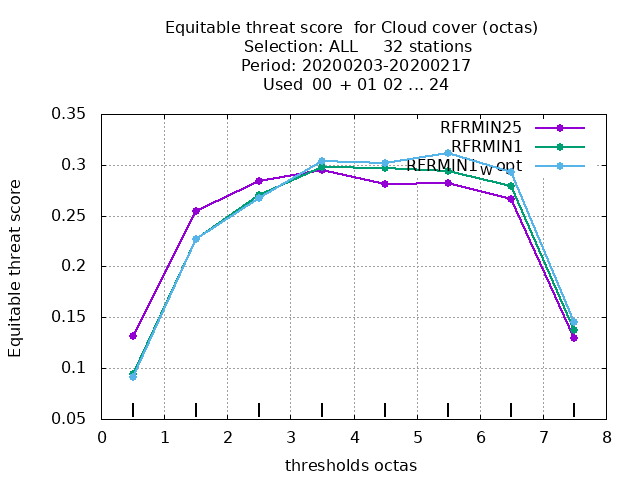 Equitable threat score  for Cloud cover (octas)
Selection: ALL     32 stations
Period: 20200203-20200217
Used  00  + 01 02 ... 24
RFRMIN25
RFRMIN1
RFRMIN1_wopt
0.35
0.3
0.25
0.2
0.15
0.1
0.05
Equitable threat score
0 1 2 3 4 5 6 7 8
thresholds octas